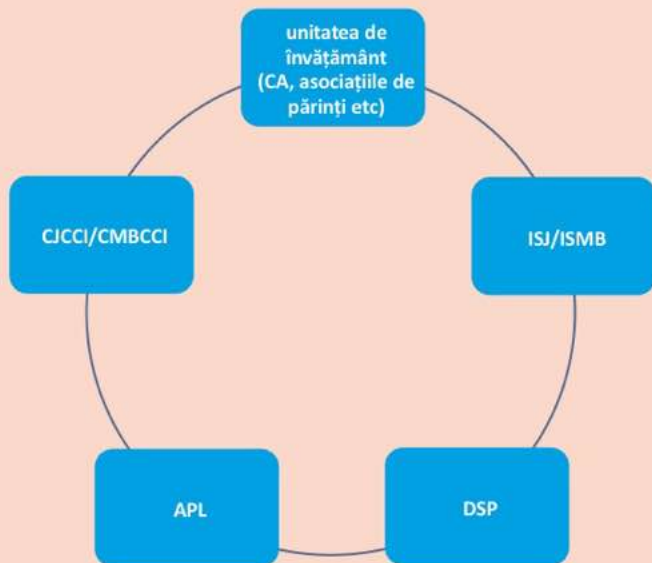 unitatea de
învățământ
(CA, asociațiile de
părinți etc)
CJCCI/CMBCCI
ISJ/ISMB
APL
DSP